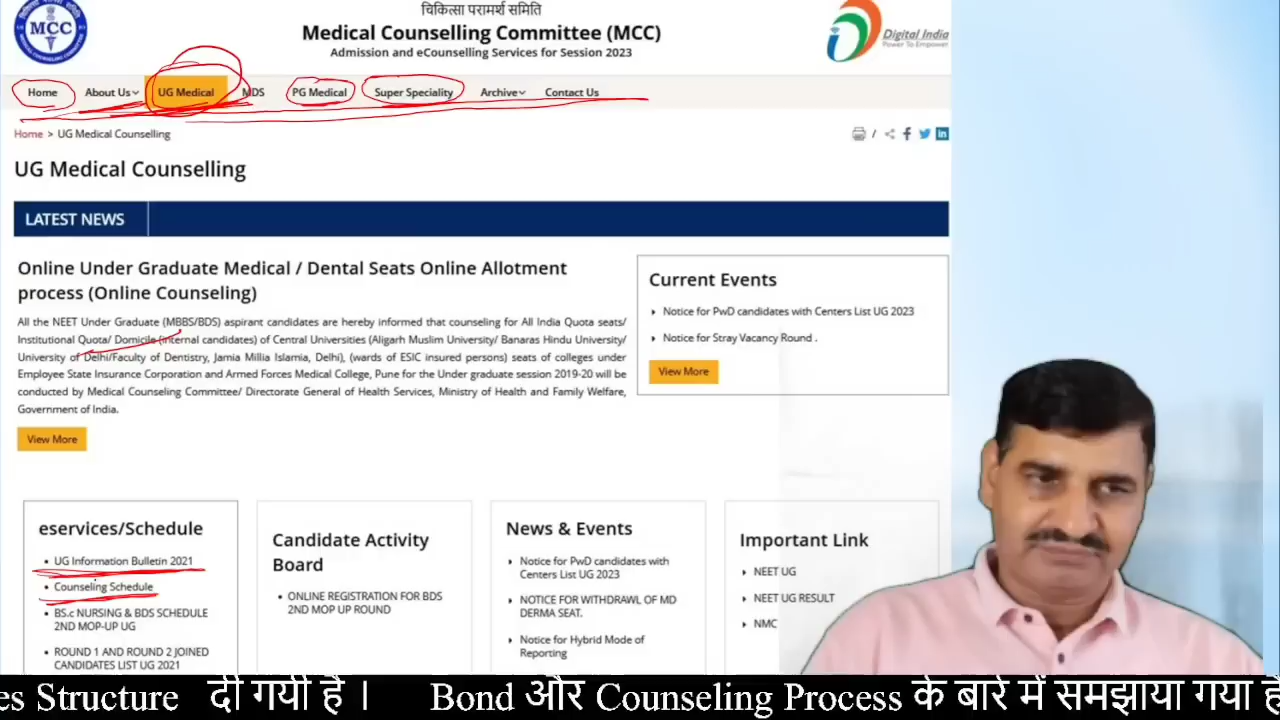 चिकित्सा परामर्श समिति
MCC
Medical Counselling Committee (MCC)
Admission and eCounselling Services for Session 2023
Digital India
Power To Empower
Home About Us UG Medical MDS PG Medical Super Speciality Archive Contact Us
Home > UG Medical Counselling
UG Medical Counselling
LATEST NEWS
Online Under Graduate Medical / Dental Seats Online Allotment
process (Online Counseling)
All the NEET Under Graduate (MBBS/BDS) aspirant candidates are hereby informed that counseling for All India Quota seats/
Institutional Quota/ Domicile (internal candidates) of Central Universities (Aligarh Muslim University/ Banaras Hindu University/
University of Delhi/Faculty of Dentistry, Jamia Millia Islamia, Delhi), (wards of ESIC insured persons) seats of colleges under
Employee State Insurance Corporation and Armed Forces Medical College, Pune for the Under graduate session 2019-20 will be
conducted by Medical Counseling Committee/ Directorate General of Health Services, Ministry of Health and Family Welfare,
Government of India.
View More
Current Events
Notice for PwD candidates with Centers List UG 2023
Notice for Stray Vacancy Round .
View More
eservices/Schedule
UG Information Bulletin 2021
Counseling Schedule
BS.c NURSING & BDS SCHEDULE
2ND MOP-UP UG
ROUND 1 AND ROUND 2 JOINED
CANDIDATES LIST UG 2021
Candidate Activity
Board
ONLINE REGISTRATION FOR BDS
2ND MOP UP ROUND
News & Events
Notice for PwD candidates with
Centers List UG 2023
NOTICE FOR WITHDRAWL OF MD
DERMA SEAT.
Notice for Hybrid Mode of
Reporting
Important Link
NEET UG
NEET UG RESULT
NMC
es Structure दी गयी है । Bond और Counseling Process के बारे में समझाया गया है